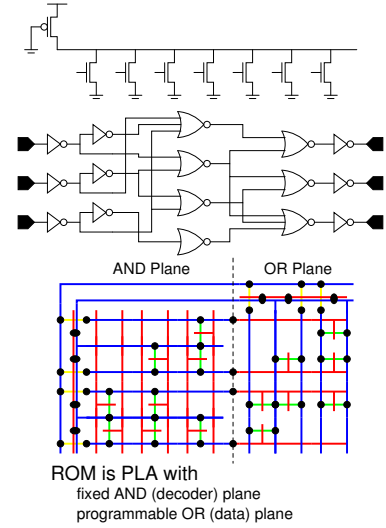 AND Plane
OR Plane
ROM is PLA with
fixed AND (decoder) plane
programmable OR (data) plane